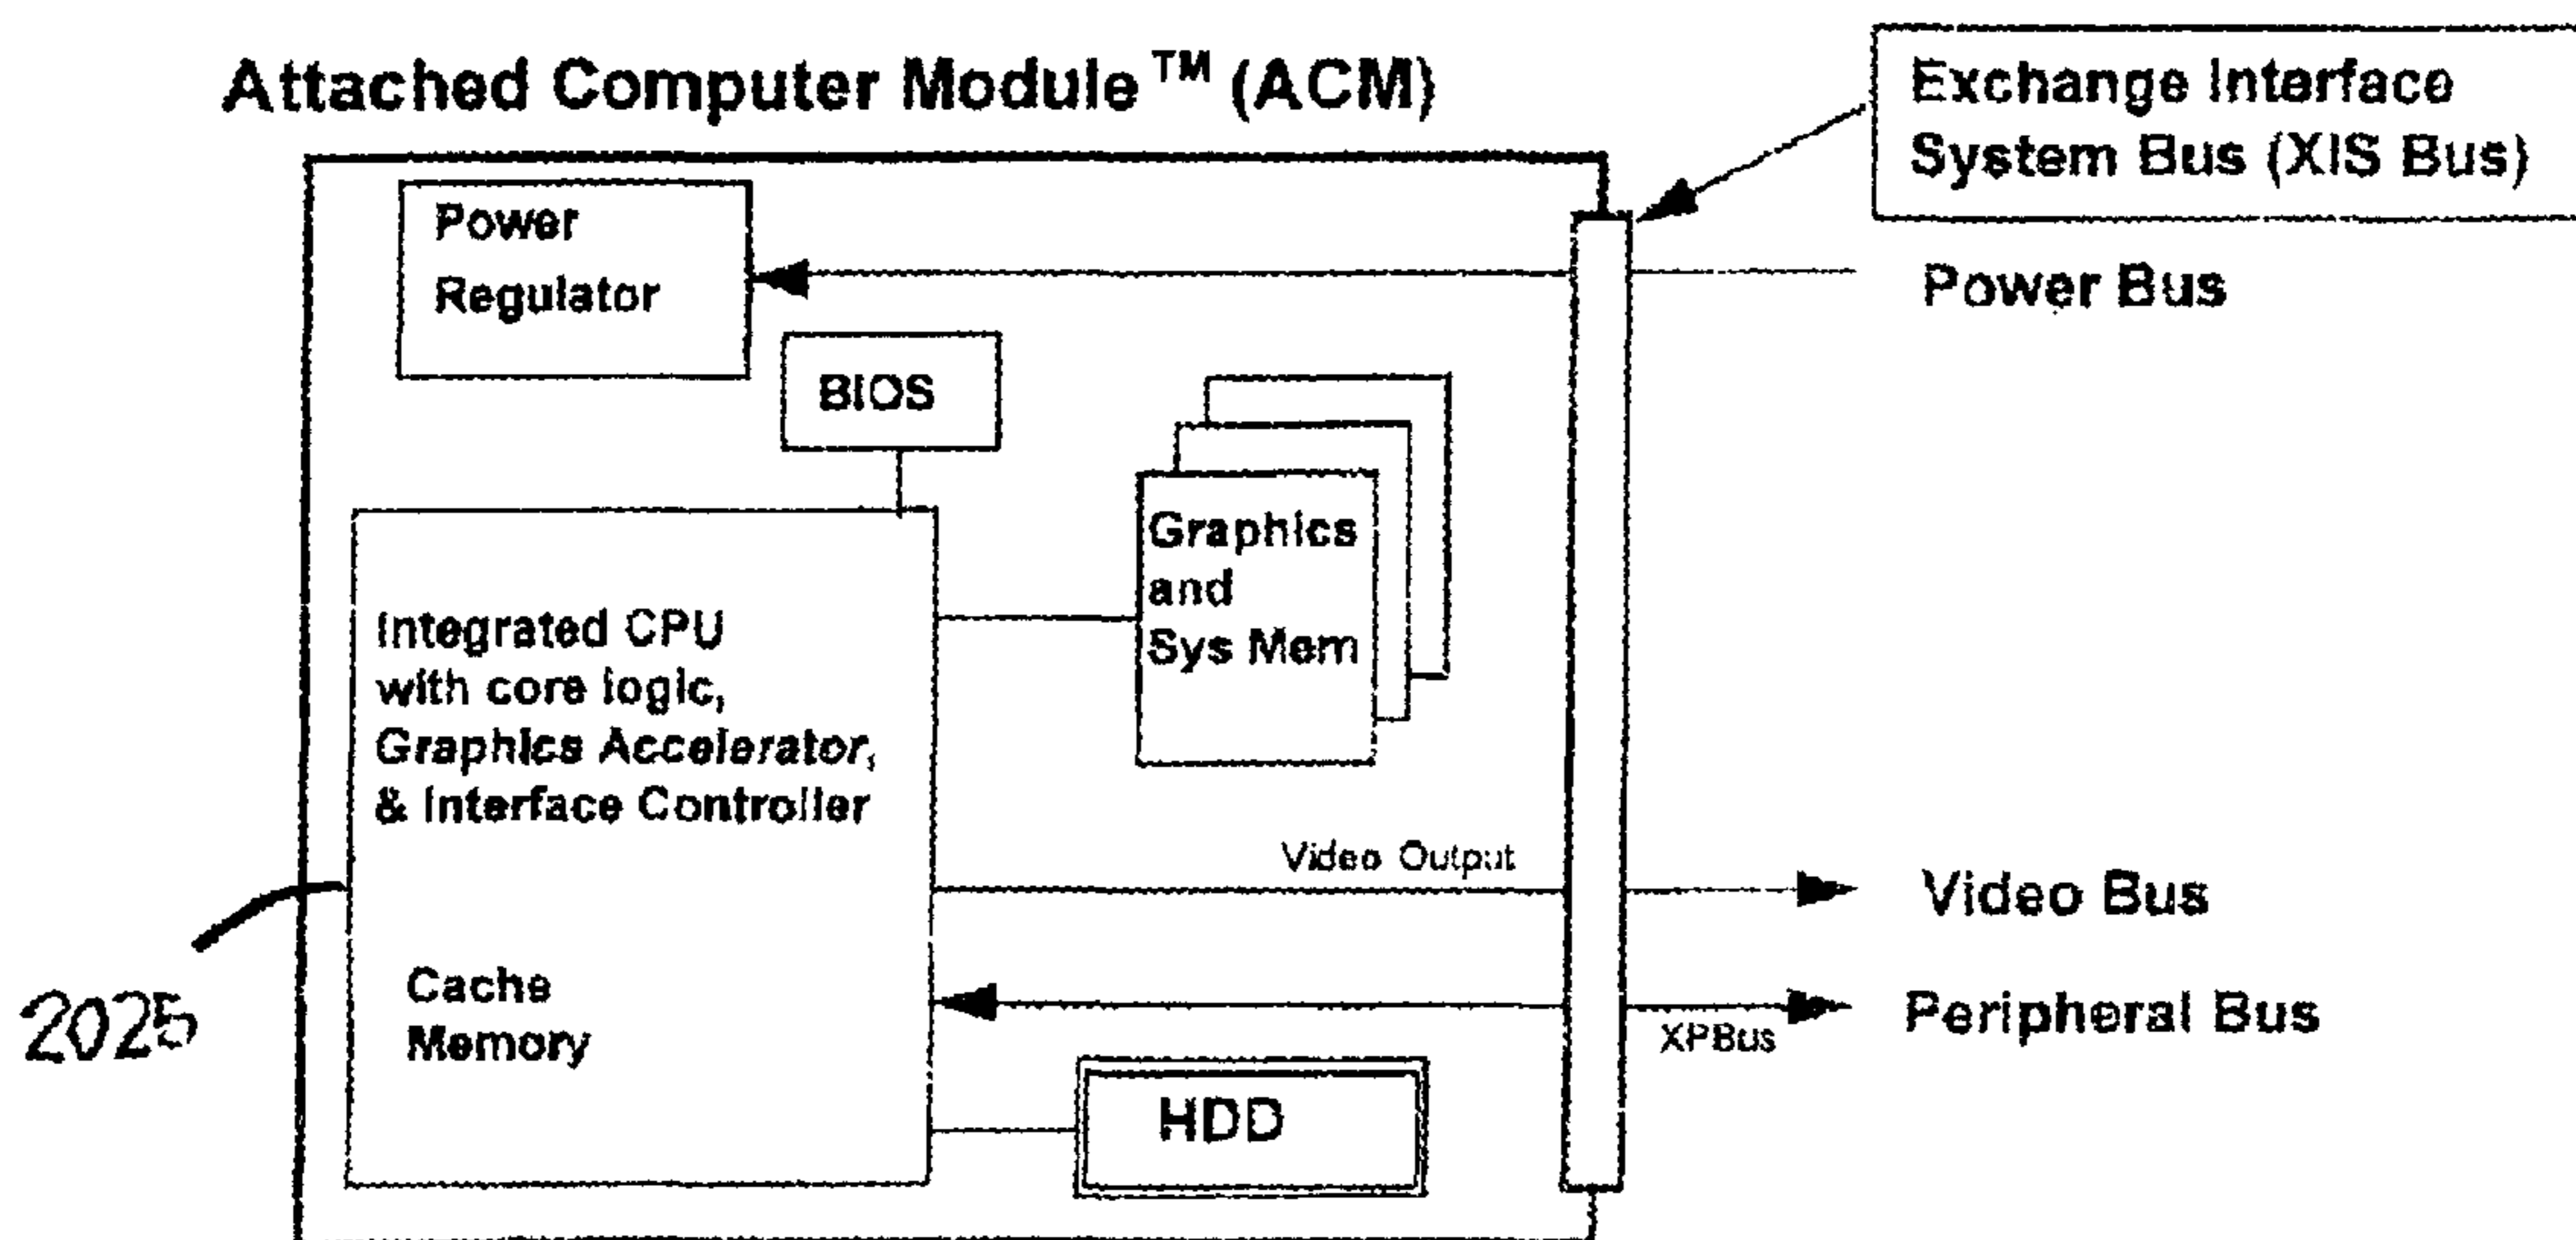 Attached Computer Module™ (ACM)
Exchange Interface
System Bus (XIS Bus)
Power
Regulator
Power Bus
BIOS
Graphics
and
Sys Mem
Integrated CPU
with core logic,
Graphics Accelerator,
& Interface Controller
Video Output
Video Bus
Cache
Memory
2025
Peripheral Bus
XPBus
HDD